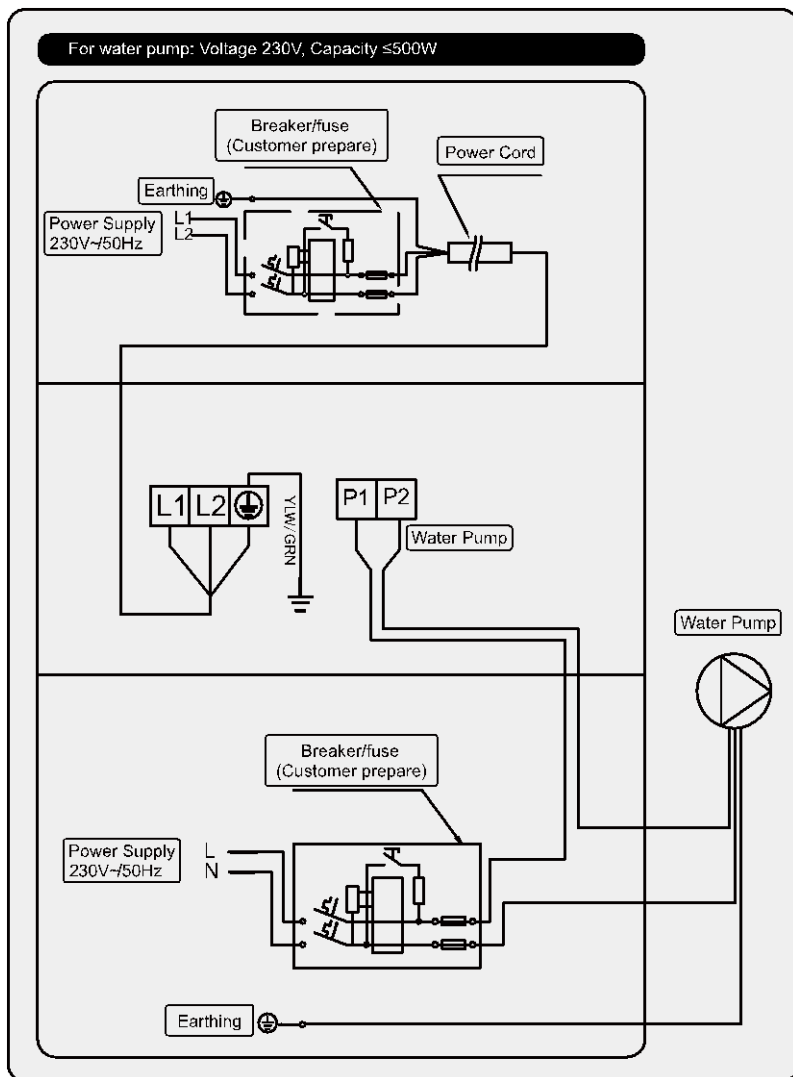 For water pump: Voltage 230V, Capacity ≤500W
Breaker/fuse
(Customer prepare)
Power Cord
Earthing
Power Supply
230V~/50Hz
L1
L2
L1 L2
YLW/GRN
P1 P2
Water Pump
Water Pump
Breaker/fuse
(Customer prepare)
Power Supply
230V~/50Hz
L
N
Earthing